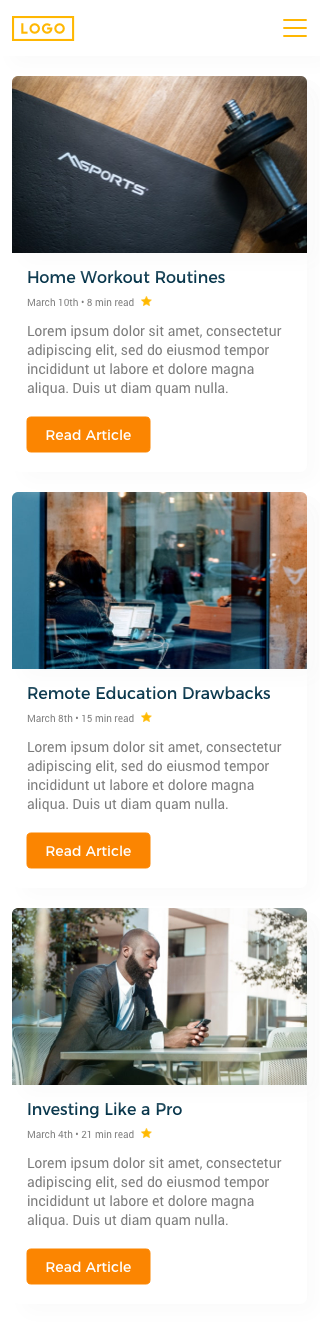 LOGO
MSPORTS
Home Workout Routines
March 10th • 8 min read
Lorem ipsum dolor sit amet, consectetur
adipiscing elit, sed do eiusmod tempor
incididunt ut labore et dolore magna
aliqua. Duis ut diam quam nulla.
Read Article
Remote Education Drawbacks
March 8th • 15 min read
Lorem ipsum dolor sit amet, consectetur
adipiscing elit, sed do eiusmod tempor
incididunt ut labore et dolore magna
aliqua. Duis ut diam quam nulla.
Read Article
Investing Like a Pro
March 4th • 21 min read
Lorem ipsum dolor sit amet, consectetur
adipiscing elit, sed do eiusmod tempor
incididunt ut labore et dolore magna
aliqua. Duis ut diam quam nulla.
Read Article